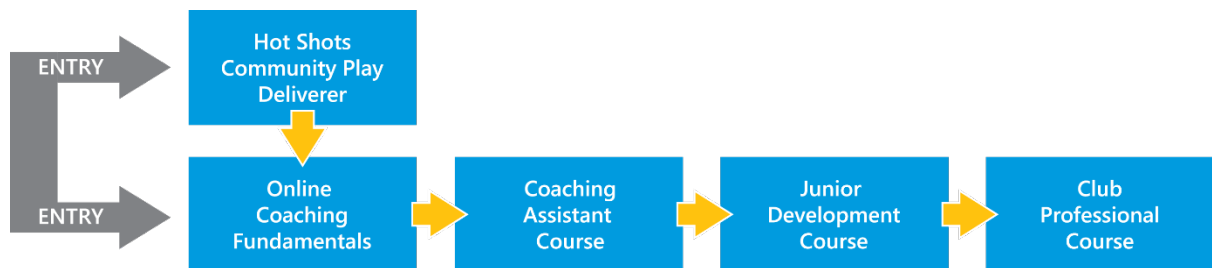 ENTRY
Hot Shots
Community Play
Deliverer
ENTRY
Online
Coaching
Fundamentals
Coaching
Assistant
Course
Junior
Development
Course
Club
Professional
Course